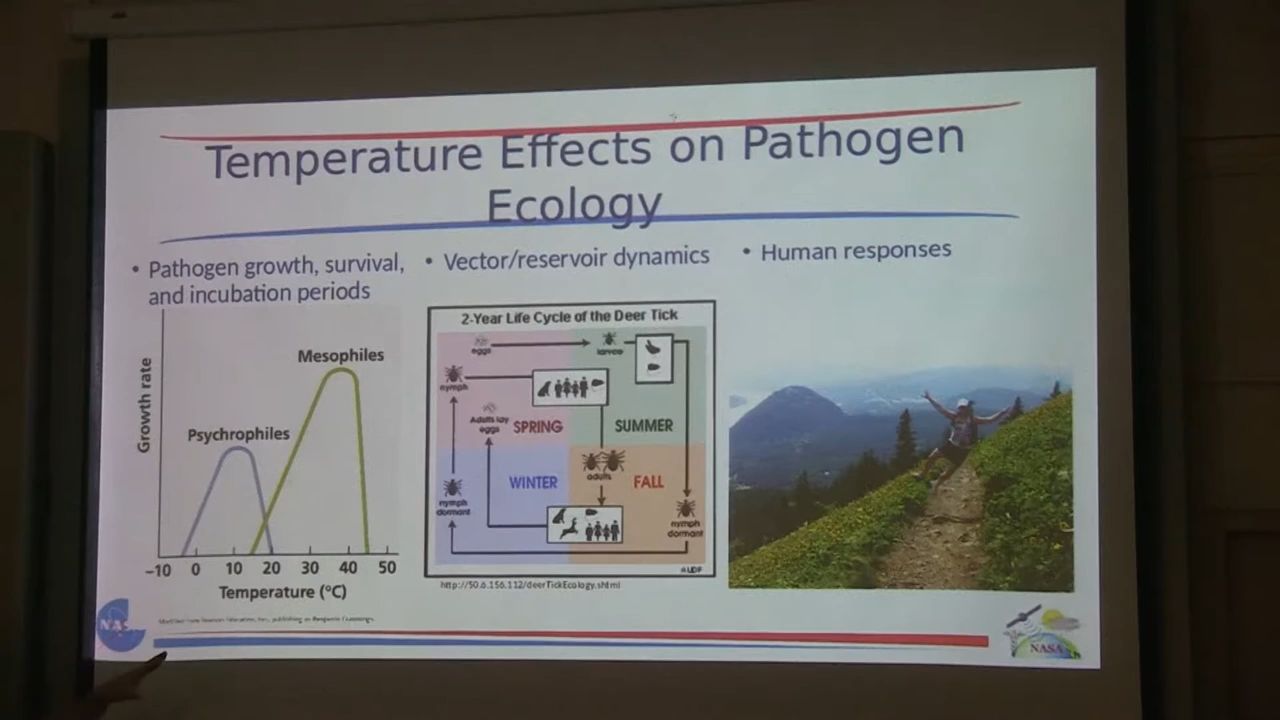 Temperature Effects on Pathogen
Ecology
• Pathogen growth, survival,
and incubation periods
• Vector/reservoir dynamics
• Human responses
Growth rate
Mesophiles
Psychrophiles
−10 0 10 20 30 40 50
Temperature (°C)
2-Year Life Cycle of the Deer Tick
eggs
larvae
nymph
Adults lay
eggs
SPRING
SUMMER
WINTER
adults
FALL
nymph
dormant
nymph
dormant
http://50.6.156.112/deerTickEcology.shtml
NASA